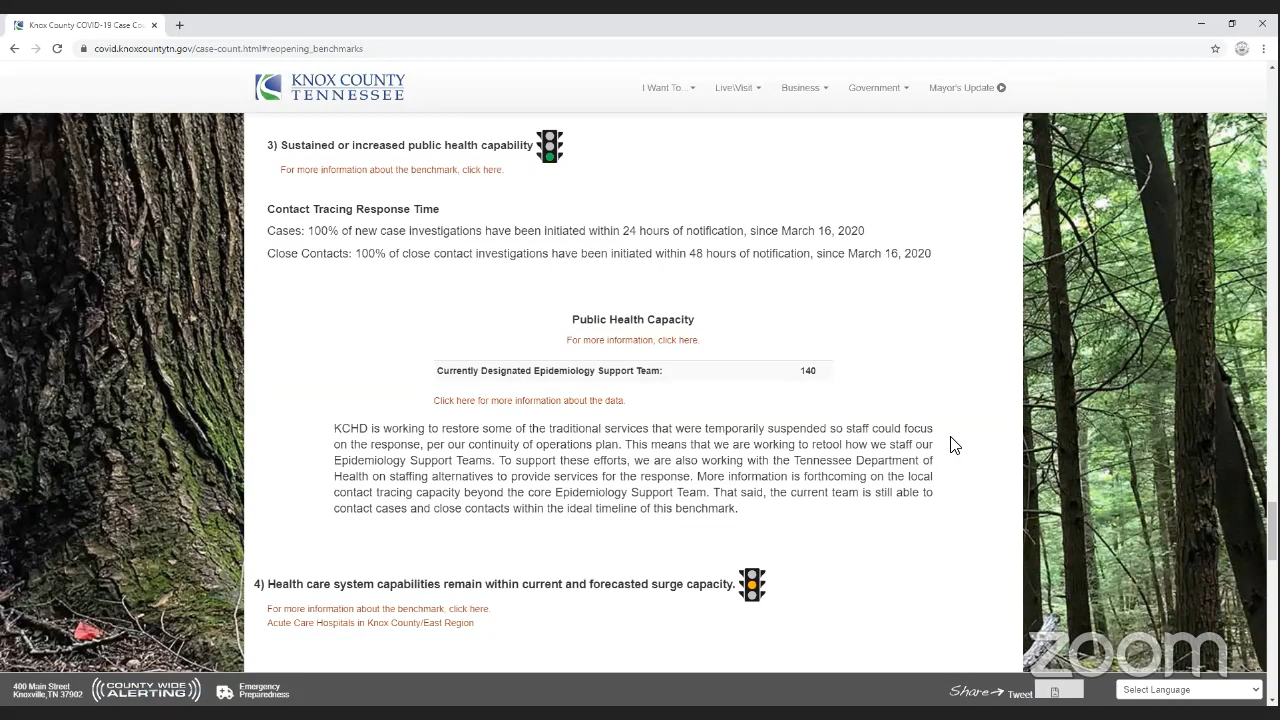 Knox County COVID-19 Case Co
covid.knoxcountytn.gov/case-count.html#reopening_benchmarks
KNOX COUNTY
TENNESSEE
I Want To...
Live\Visit
Business
Government
Mayor's Update
3) Sustained or increased public health capability
For more information about the benchmark, click here.
Contact Tracing Response Time
Cases: 100% of new case investigations have been initiated within 24 hours of notification, since March 16, 2020
Close Contacts: 100% of close contact investigations have been initiated within 48 hours of notification, since March 16, 2020
Public Health Capacity
For more information, click here.
Currently Designated Epidemiology Support Team: 140
Click here for more information about the data.
KCHD is working to restore some of the traditional services that were temporarily suspended so staff could focus
on the response, per our continuity of operations plan. This means that we are working to retool how we staff our
Epidemiology Support Teams. To support these efforts, we are also working with the Tennessee Department of
Health on staffing alternatives to provide services for the response. More information is forthcoming on the local
contact tracing capacity beyond the core Epidemiology Support Team. That said, the current team is still able to
contact cases and close contacts within the ideal timeline of this benchmark.
4) Health care system capabilities remain within current and forecasted surge capacity.
For more information about the benchmark, click here.
Acute Care Hospitals in Knox County/East Region
zoom
400 Main Street
Knoxville,TN 37902
COUNTY WIDE
ALERTING
Emergency
Preparedness
Share
Tweet
Select Language